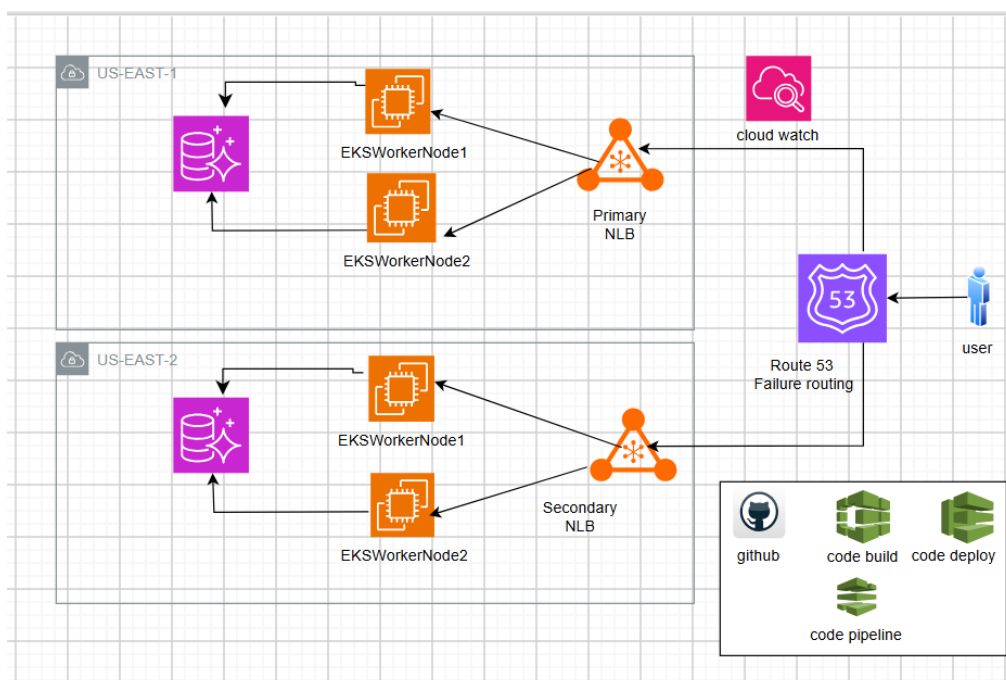 US-EAST-1
EKSWorkerNode1
EKSWorkerNode2
Primary
NLB
cloud watch
53
Route 53
Failure routing
user
US-EAST-2
EKSWorkerNode1
EKSWorkerNode2
Secondary
NLB
github
code build
code deploy
code pipeline